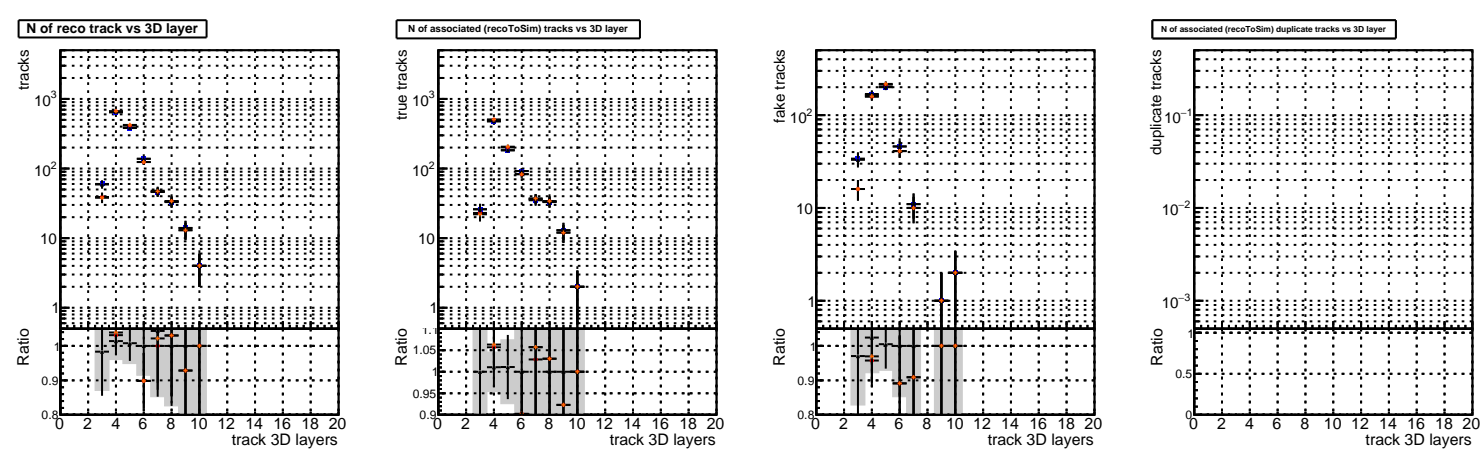 N of reco track vs 3D layer
N of associated (recoToSim) tracks vs 3D layer
N of associated (recoToSim) duplicate tracks vs 3D layer
tracks
10³
10²
10
1
Ratio
1
0.9
0.8
0 2 4 6 8 10 12 14 16 18 20
track 3D layers
true tracks
10³
10²
10
1
Ratio
1.1
1.05
1
0.95
0.9
0 2 4 6 8 10 12 14 16 18 20
track 3D layers
fake tracks
10²
10
1
Ratio
1
0.9
0.8
0 2 4 6 8 10 12 14 16 18 20
track 3D layers
duplicate tracks
10⁻¹
10⁻²
10⁻³
Ratio
1
0.5
0
0 2 4 6 8 10 12 14 16 18 20
track 3D layers